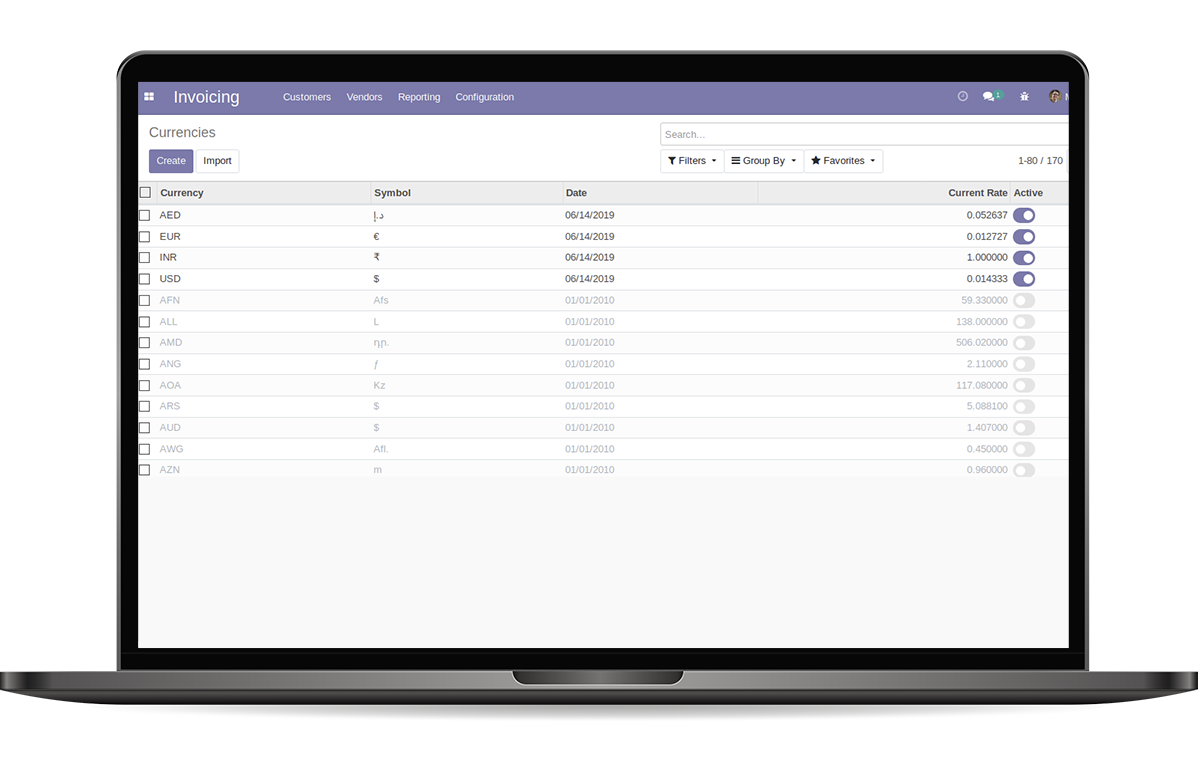 Invoicing Customers Vendors Reporting Configuration 1
Currencies Search...
Create Import Filters Group By Favorites 1-80 / 170
Currency Symbol Date Current Rate Active
AED د.إ 06/14/2019 0.052637
EUR € 06/14/2019 0.012727
INR ₹ 06/14/2019 1.000000
USD $ 06/14/2019 0.014333
AFN Afs 01/01/2010 59.330000
ALL L 01/01/2010 138.000000
AMD դր. 01/01/2010 506.020000
ANG ƒ 01/01/2010 2.110000
AOA Kz 01/01/2010 117.080000
ARS $ 01/01/2010 5.088100
AUD $ 01/01/2010 1.407000
AWG Afl. 01/01/2010 0.450000
AZN m 01/01/2010 0.960000